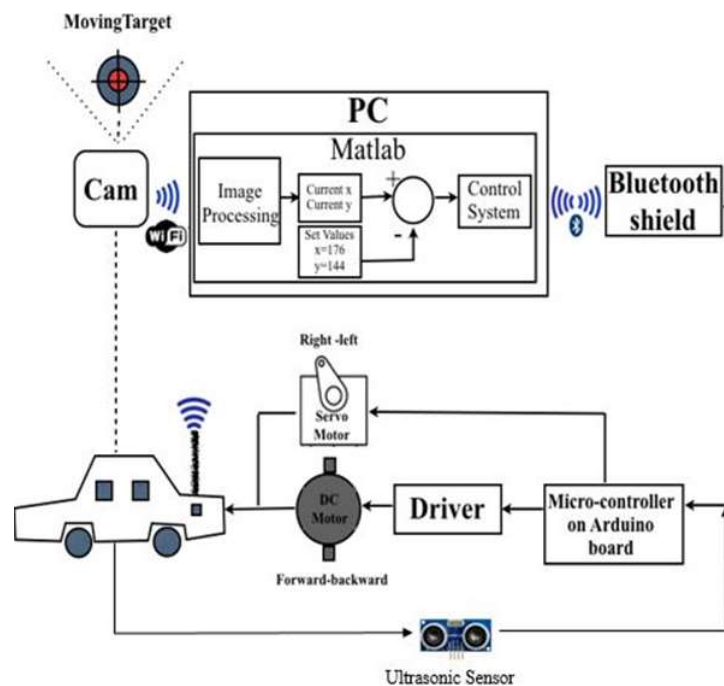 MovingTarget
Cam
WiFi
PC
Matlab
Image
Processing
Current x
Current y
Set Values
x=176
y=144
+
-
Control
System
Bluetooth
shield
Right -left
Servo
Motor
DC
Motor
Forward-backward
Driver
Micro-controller
on Arduino
board
Ultrasonic Sensor